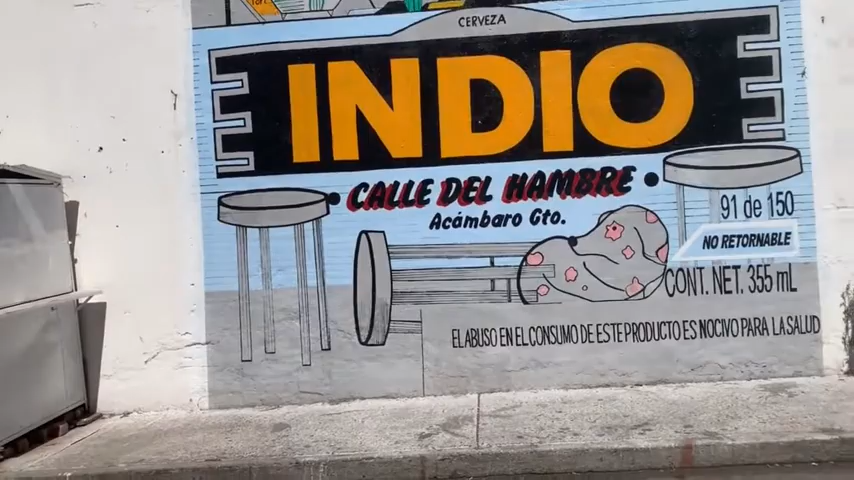 CERVEZA
INDIO
CALLE DEL HAMBRE
Acámbaro Gto.
91 de 150
NO RETORNABLE
CONT. NET. 355 mL
EL ABUSO EN EL CONSUMO DE ESTE PRODUCTO ES NOCIVO PARA LA SALUD